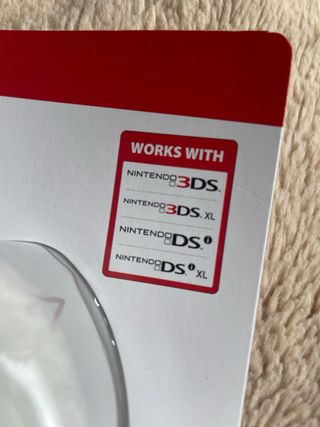 WORKS WITH
NINTENDO 3DS
NINTENDO 3DS XL
NINTENDO DSi
NINTENDO DSi XL